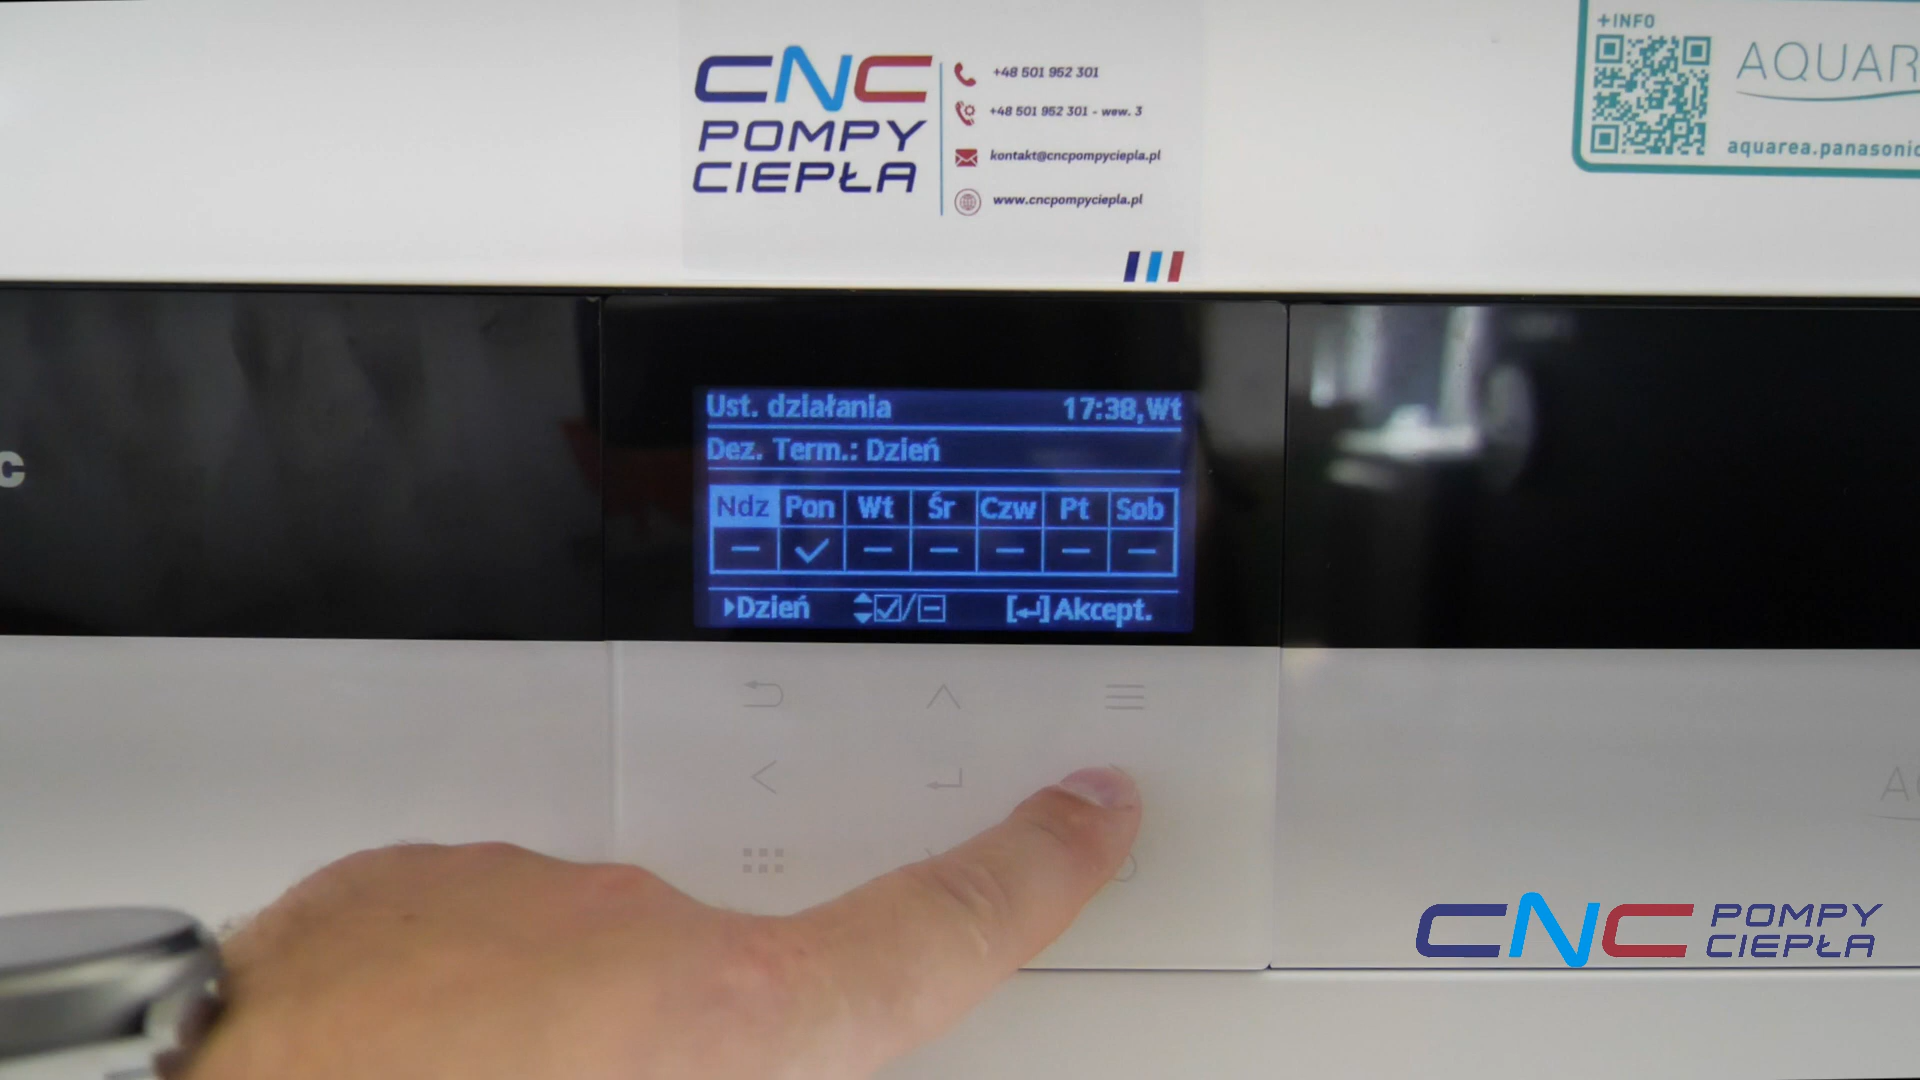 +INFO
AQUAR
aquarea.panasonic
CNC
POMPY
CIEPŁA
+48 501 952 301
+48 501 952 301 - wew. 3
kontakt@cncpompyciepla.pl
www.cncpompyciepla.pl
c
Ust. działania 17:38,Wt
Dez. Term.: Dzień
Ndz Pon Wt Śr Czw Pt Sob
Dzień / [↵]Akcept.
A
CNC POMPY
CIEPŁA